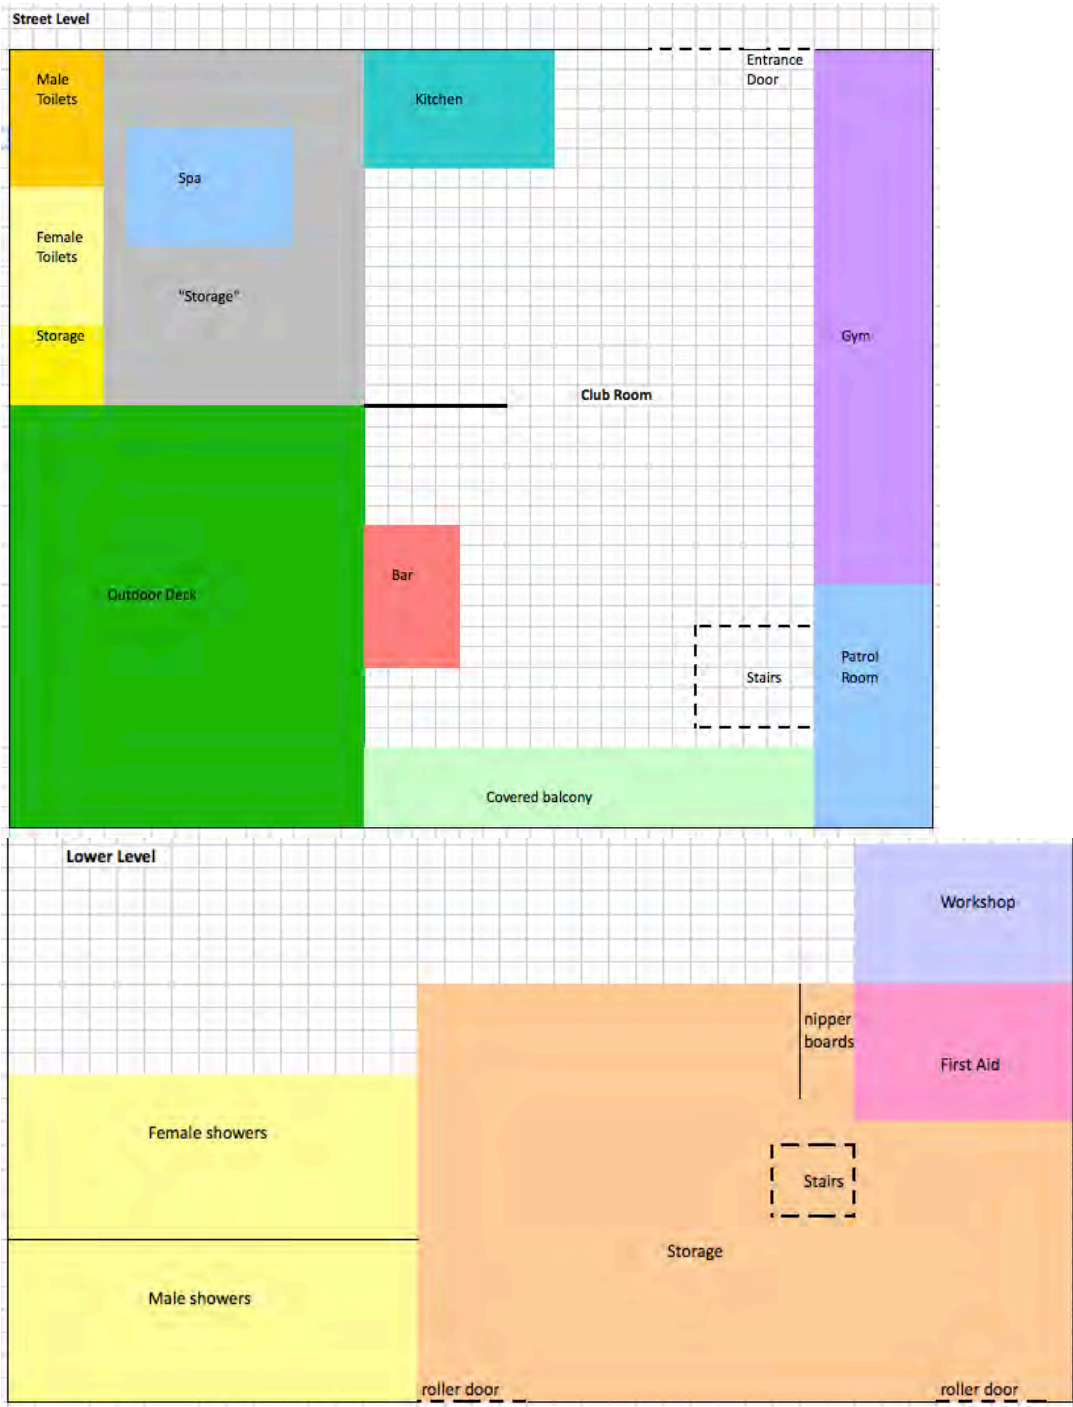 Street Level
Entrance
Door
Male
Toilets
Kitchen
Spa
Female
Toilets
"Storage"
Storage
Gym
Club Room
Bar
Outdoor Deck
Patrol
Room
Stairs
Covered balcony
Lower Level
Workshop
nipper
boards
First Aid
Female showers
Stairs
Storage
Male showers
roller door
roller door